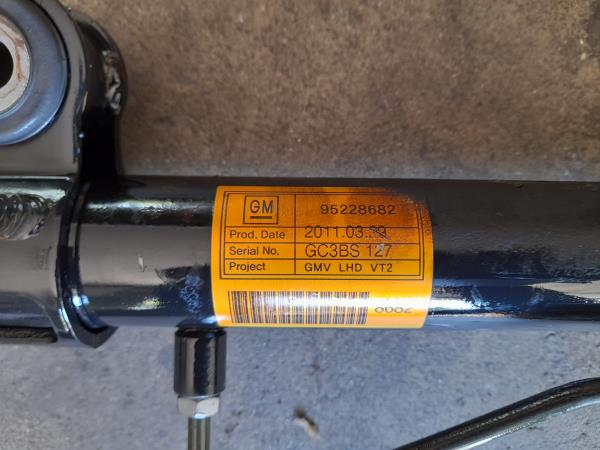 GM 95228682
Prod. Date 2011.03.
Serial No. GC3BS 127
Project GMV LHD VT2